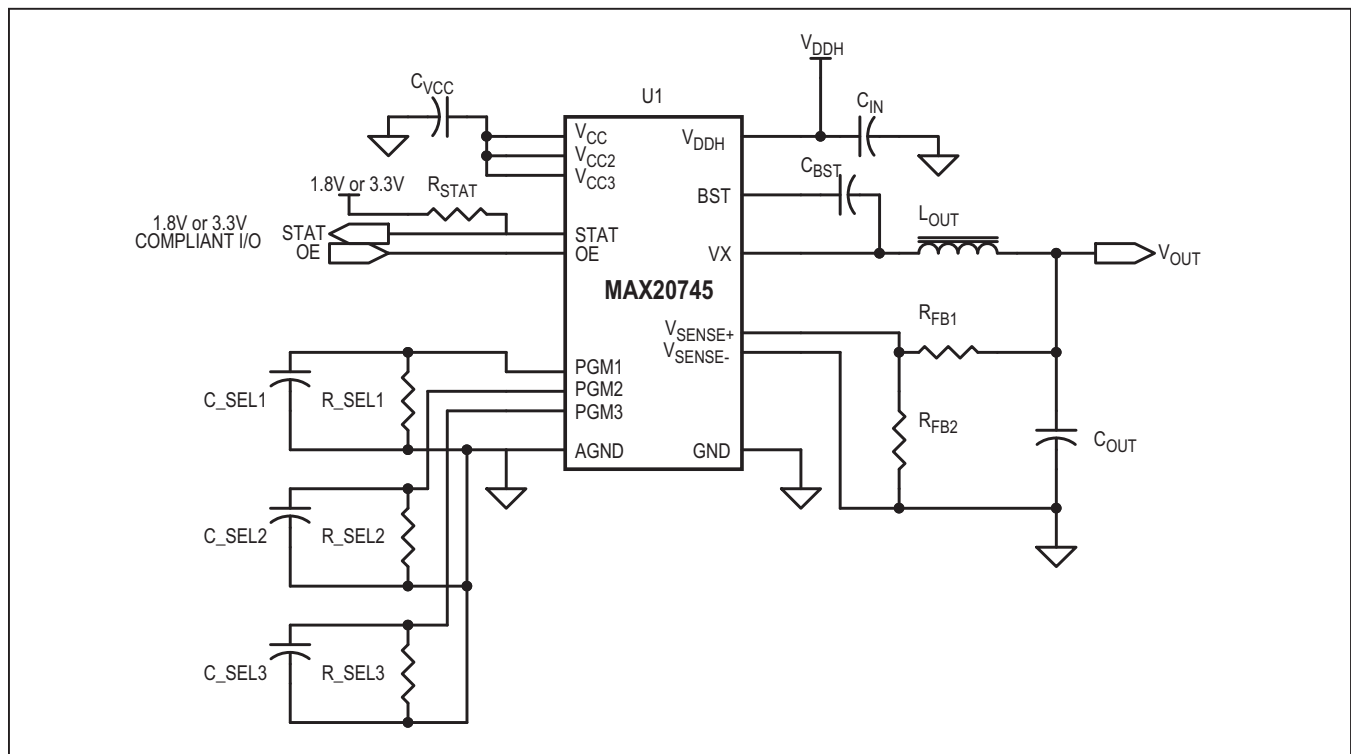 V_DDH
C_VCC
U1
C_IN
V_CC
V_CC2
V_CC3
V_DDH
C_BST
1.8V or 3.3V
R_STAT
BST
L_OUT
1.8V or 3.3V
COMPLIANT I/O
STAT
OE
STAT
OE
VX
V_OUT
MAX20745
R_FB1
V_SENSE+
V_SENSE-
PGM1
PGM2
PGM3
C_SEL1
R_SEL1
R_FB2
AGND
GND
C_OUT
C_SEL2
R_SEL2
C_SEL3
R_SEL3